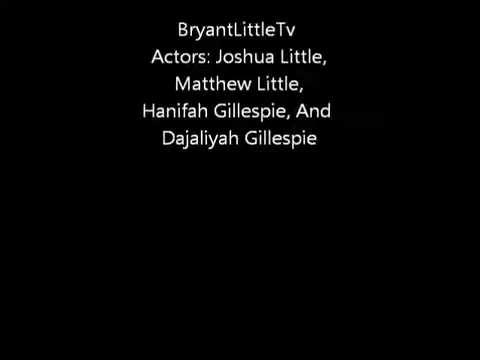 BryantLittleTv
Actors: Joshua Little,
Matthew Little,
Hanifah Gillespie, And
Dajaliyah Gillespie